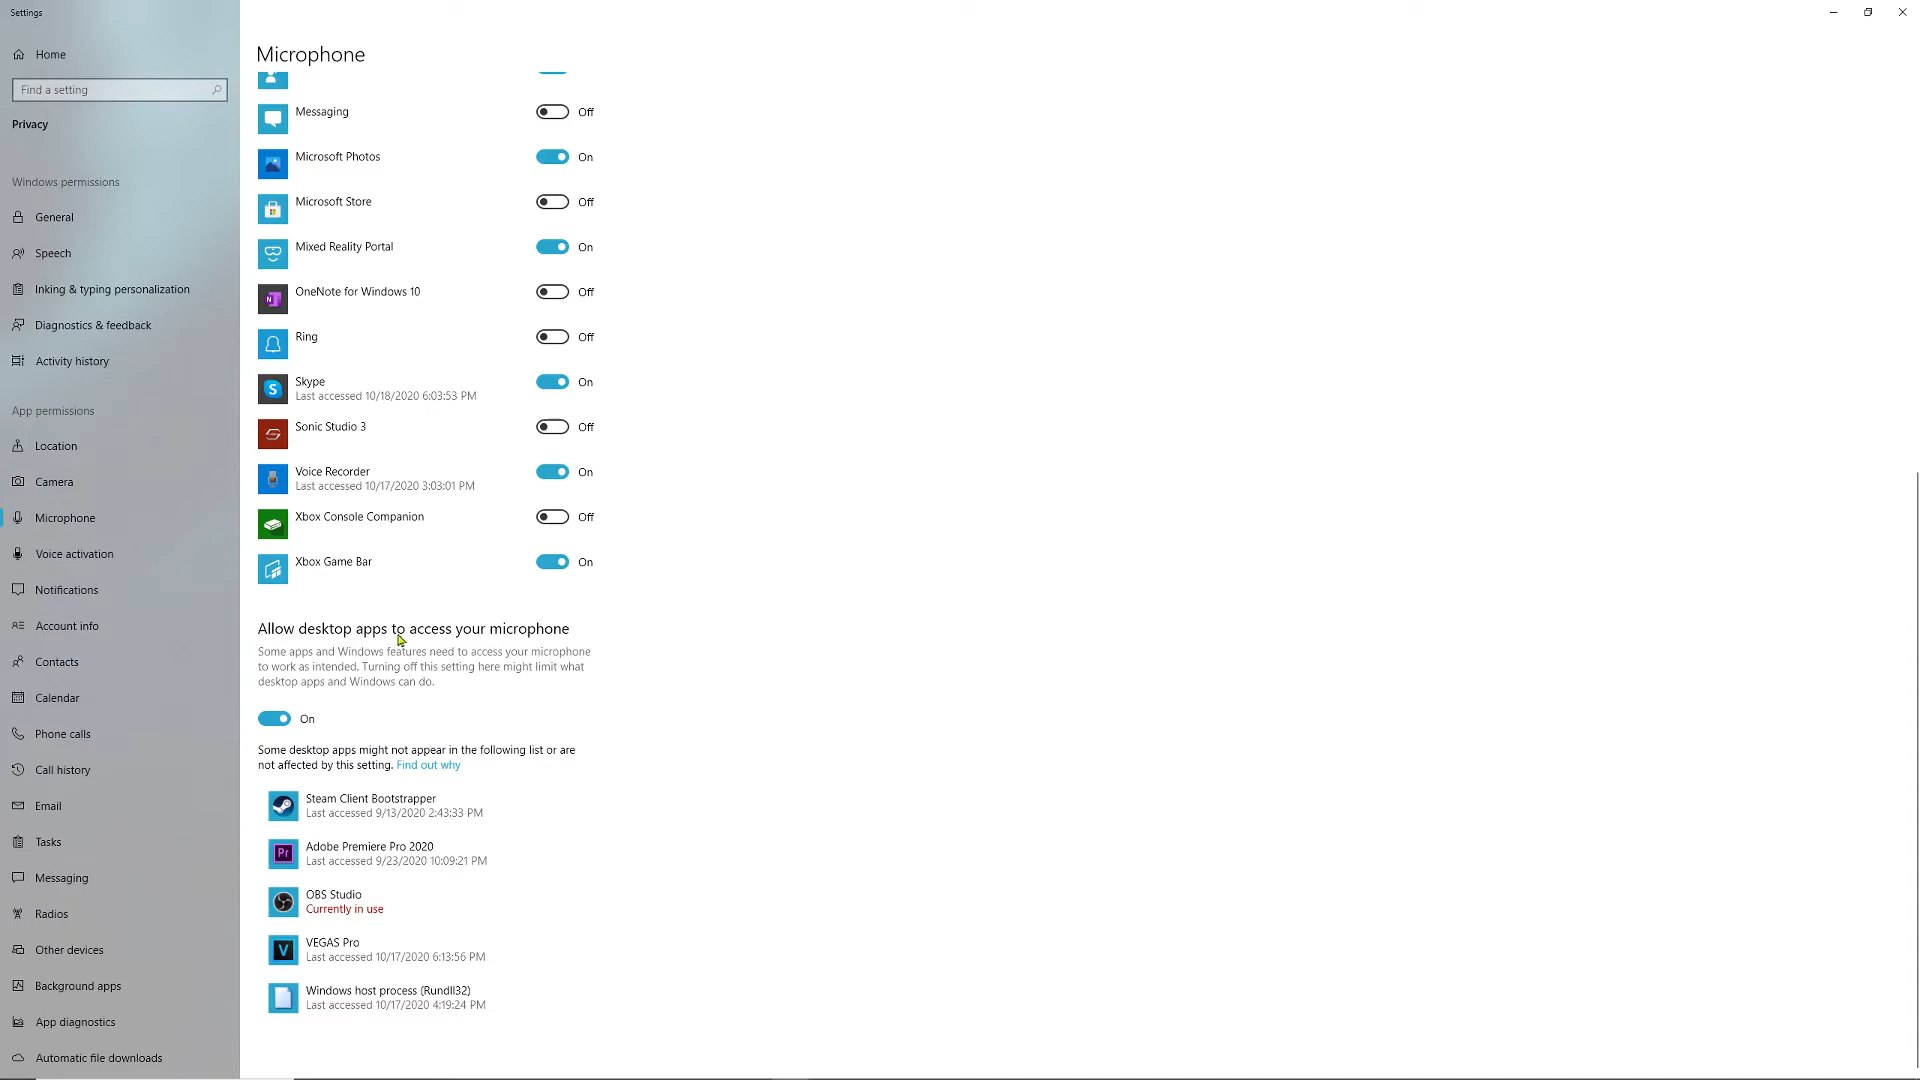 Settings
Home
Find a setting
Privacy
Windows permissions
General
Speech
Inking & typing personalization
Diagnostics & feedback
Activity history
App permissions
Location
Camera
Microphone
Voice activation
Notifications
Account info
Contacts
Calendar
Phone calls
Call history
Email
Tasks
Messaging
Radios
Other devices
Background apps
App diagnostics
Automatic file downloads
Microphone
Messaging Off
Microsoft Photos On
Microsoft Store Off
Mixed Reality Portal On
OneNote for Windows 10 Off
N
Ring Off
Skype On
S
Last accessed 10/18/2020 6:03:53 PM
Sonic Studio 3 Off
Voice Recorder On
Last accessed 10/17/2020 3:03:01 PM
Xbox Console Companion Off
Xbox Game Bar On
Allow desktop apps to access your microphone
Some apps and Windows features need to access your microphone
to work as intended. Turning off this setting here might limit what
desktop apps and Windows can do.
On
Some desktop apps might not appear in the following list or are
not affected by this setting. Find out why
Steam Client Bootstrapper
Last accessed 9/13/2020 2:43:33 PM
Adobe Premiere Pro 2020
Pr
Last accessed 9/23/2020 10:09:21 PM
OBS Studio
Currently in use
VEGAS Pro
V
Last accessed 10/17/2020 6:13:56 PM
Windows host process (Rundll32)
Last accessed 10/17/2020 4:19:24 PM